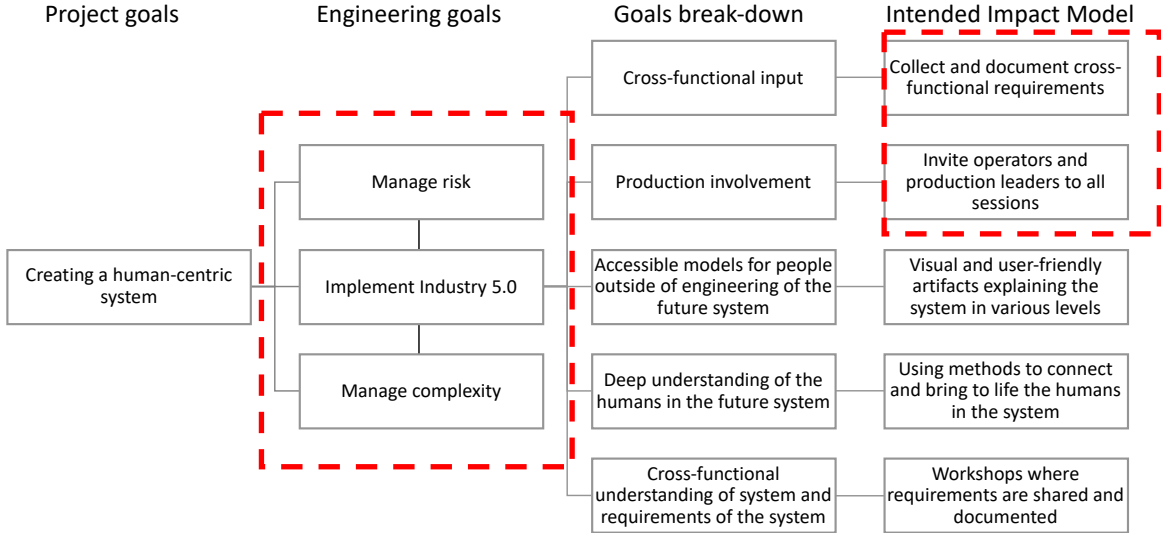 Project goals
Engineering goals
Goals break-down
Intended Impact Model
Creating a human-centric
system
Manage risk
Implement Industry 5.0
Manage complexity
Cross-functional input
Production involvement
Accessible models for people
outside of engineering of the
future system
Deep understanding of the
humans in the future system
Cross-functional
understanding of system and
requirements of the system
Collect and document cross-
functional requirements
Invite operators and
production leaders to all
sessions
Visual and user-friendly
artifacts explaining the
system in various levels
Using methods to connect
and bring to life the humans
in the system
Workshops where
requirements are shared and
documented